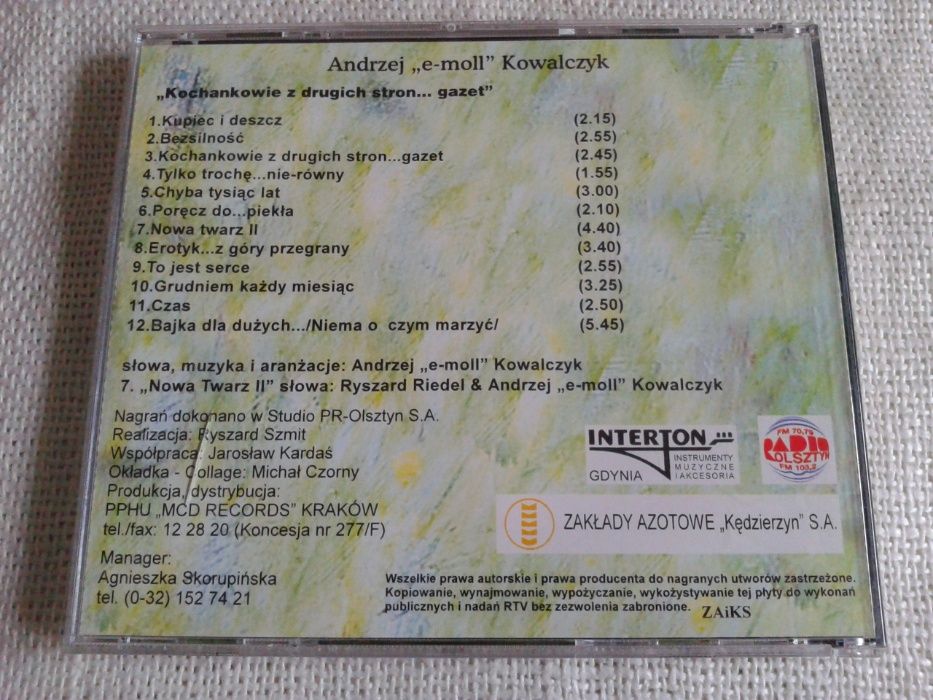 Andrzej „e-moll” Kowalczyk
„Kochankowie z drugich stron... gazet”
1.Kupiec i deszcz (2.15)
2.Bezsilność (2.55)
3.Kochankowie z drugich stron...gazet (2.45)
4.Tylko trochę...nie-równy (1.55)
5.Chyba tysiąc lat (3.00)
6.Poręcz do...piekła (2.10)
7.Nowa twarz II (4.40)
8.Erotyk...z góry przegrany (3.40)
9.To jest serce (2.55)
10.Grudniem każdy miesiąc (3.25)
11.Czas (2.50)
12.Bajka dla dużych.../Niema o czym marzyć/ (5.45)
słowa, muzyka i aranżacje: Andrzej „e-moll” Kowalczyk
7. „Nowa Twarz II” słowa: Ryszard Riedel & Andrzej „e-moll” Kowalczyk
Nagrań dokonano w Studio PR-Olsztyn S.A.
Realizacja: Ryszard Szmit
Współpraca: Jarosław Kardaś
Okładka - Collage: Michał Czorny
Produkcja, dystrybucja:
PPHU „MCD RECORDS” KRAKÓW
tel./fax: 12 28 20 (Koncesja nr 277/F)
Manager:
Agnieszka Skorupińska
tel. (0-32) 152 74 21
INTERTON
INSTRUMENTY
MUZYCZNE
I AKCESORIA
GDYNIA
FM 70,79
RADIO
OLSZTYN
FM 103,2
ZAKŁADY AZOTOWE „Kędzierzyn” S.A.
Wszelkie prawa autorskie i prawa producenta do nagranych utworów zastrzeżone.
Kopiowanie, wynajmowanie, wypożyczanie, wykożystywanie tej płyty do wykonań
publicznych i nadań RTV bez zezwolenia zabronione. ZAiKS